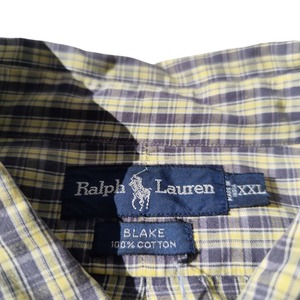 Ralph Lauren
XXL
BLAKE
100% COTTON